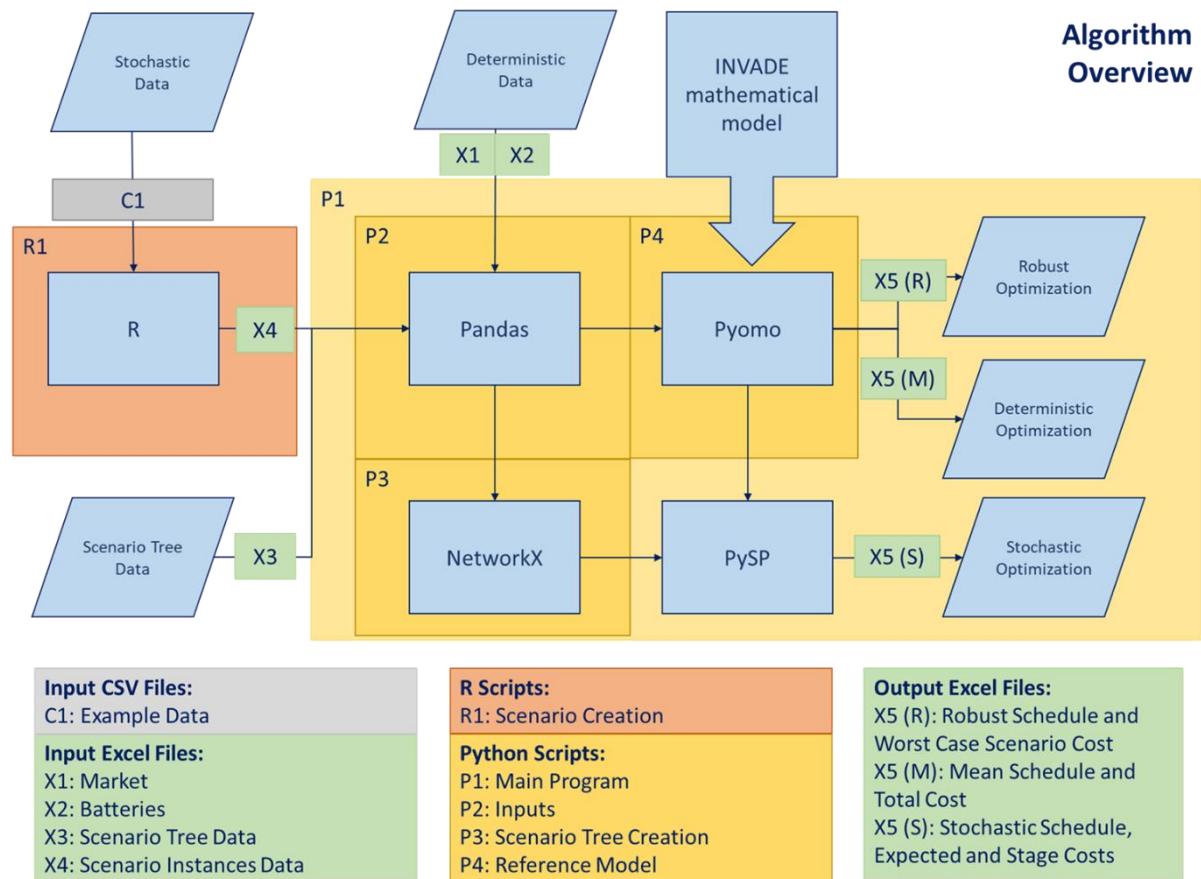 Algorithm
Overview
Stochastic
Data
Deterministic
Data
INVADE
mathematical
model
X1
X2
C1
P1
R1
P2
P4
R
X4
Pandas
Pyomo
X5 (R)
Robust
Optimization
X5 (M)
Deterministic
Optimization
P3
Scenario Tree
Data
X3
NetworkX
PySP
X5 (S)
Stochastic
Optimization
Input CSV Files:
C1: Example Data
Input Excel Files:
X1: Market
X2: Batteries
X3: Scenario Tree Data
X4: Scenario Instances Data
R Scripts:
R1: Scenario Creation
Python Scripts:
P1: Main Program
P2: Inputs
P3: Scenario Tree Creation
P4: Reference Model
Output Excel Files:
X5 (R): Robust Schedule and
Worst Case Scenario Cost
X5 (M): Mean Schedule and
Total Cost
X5 (S): Stochastic Schedule,
Expected and Stage Costs